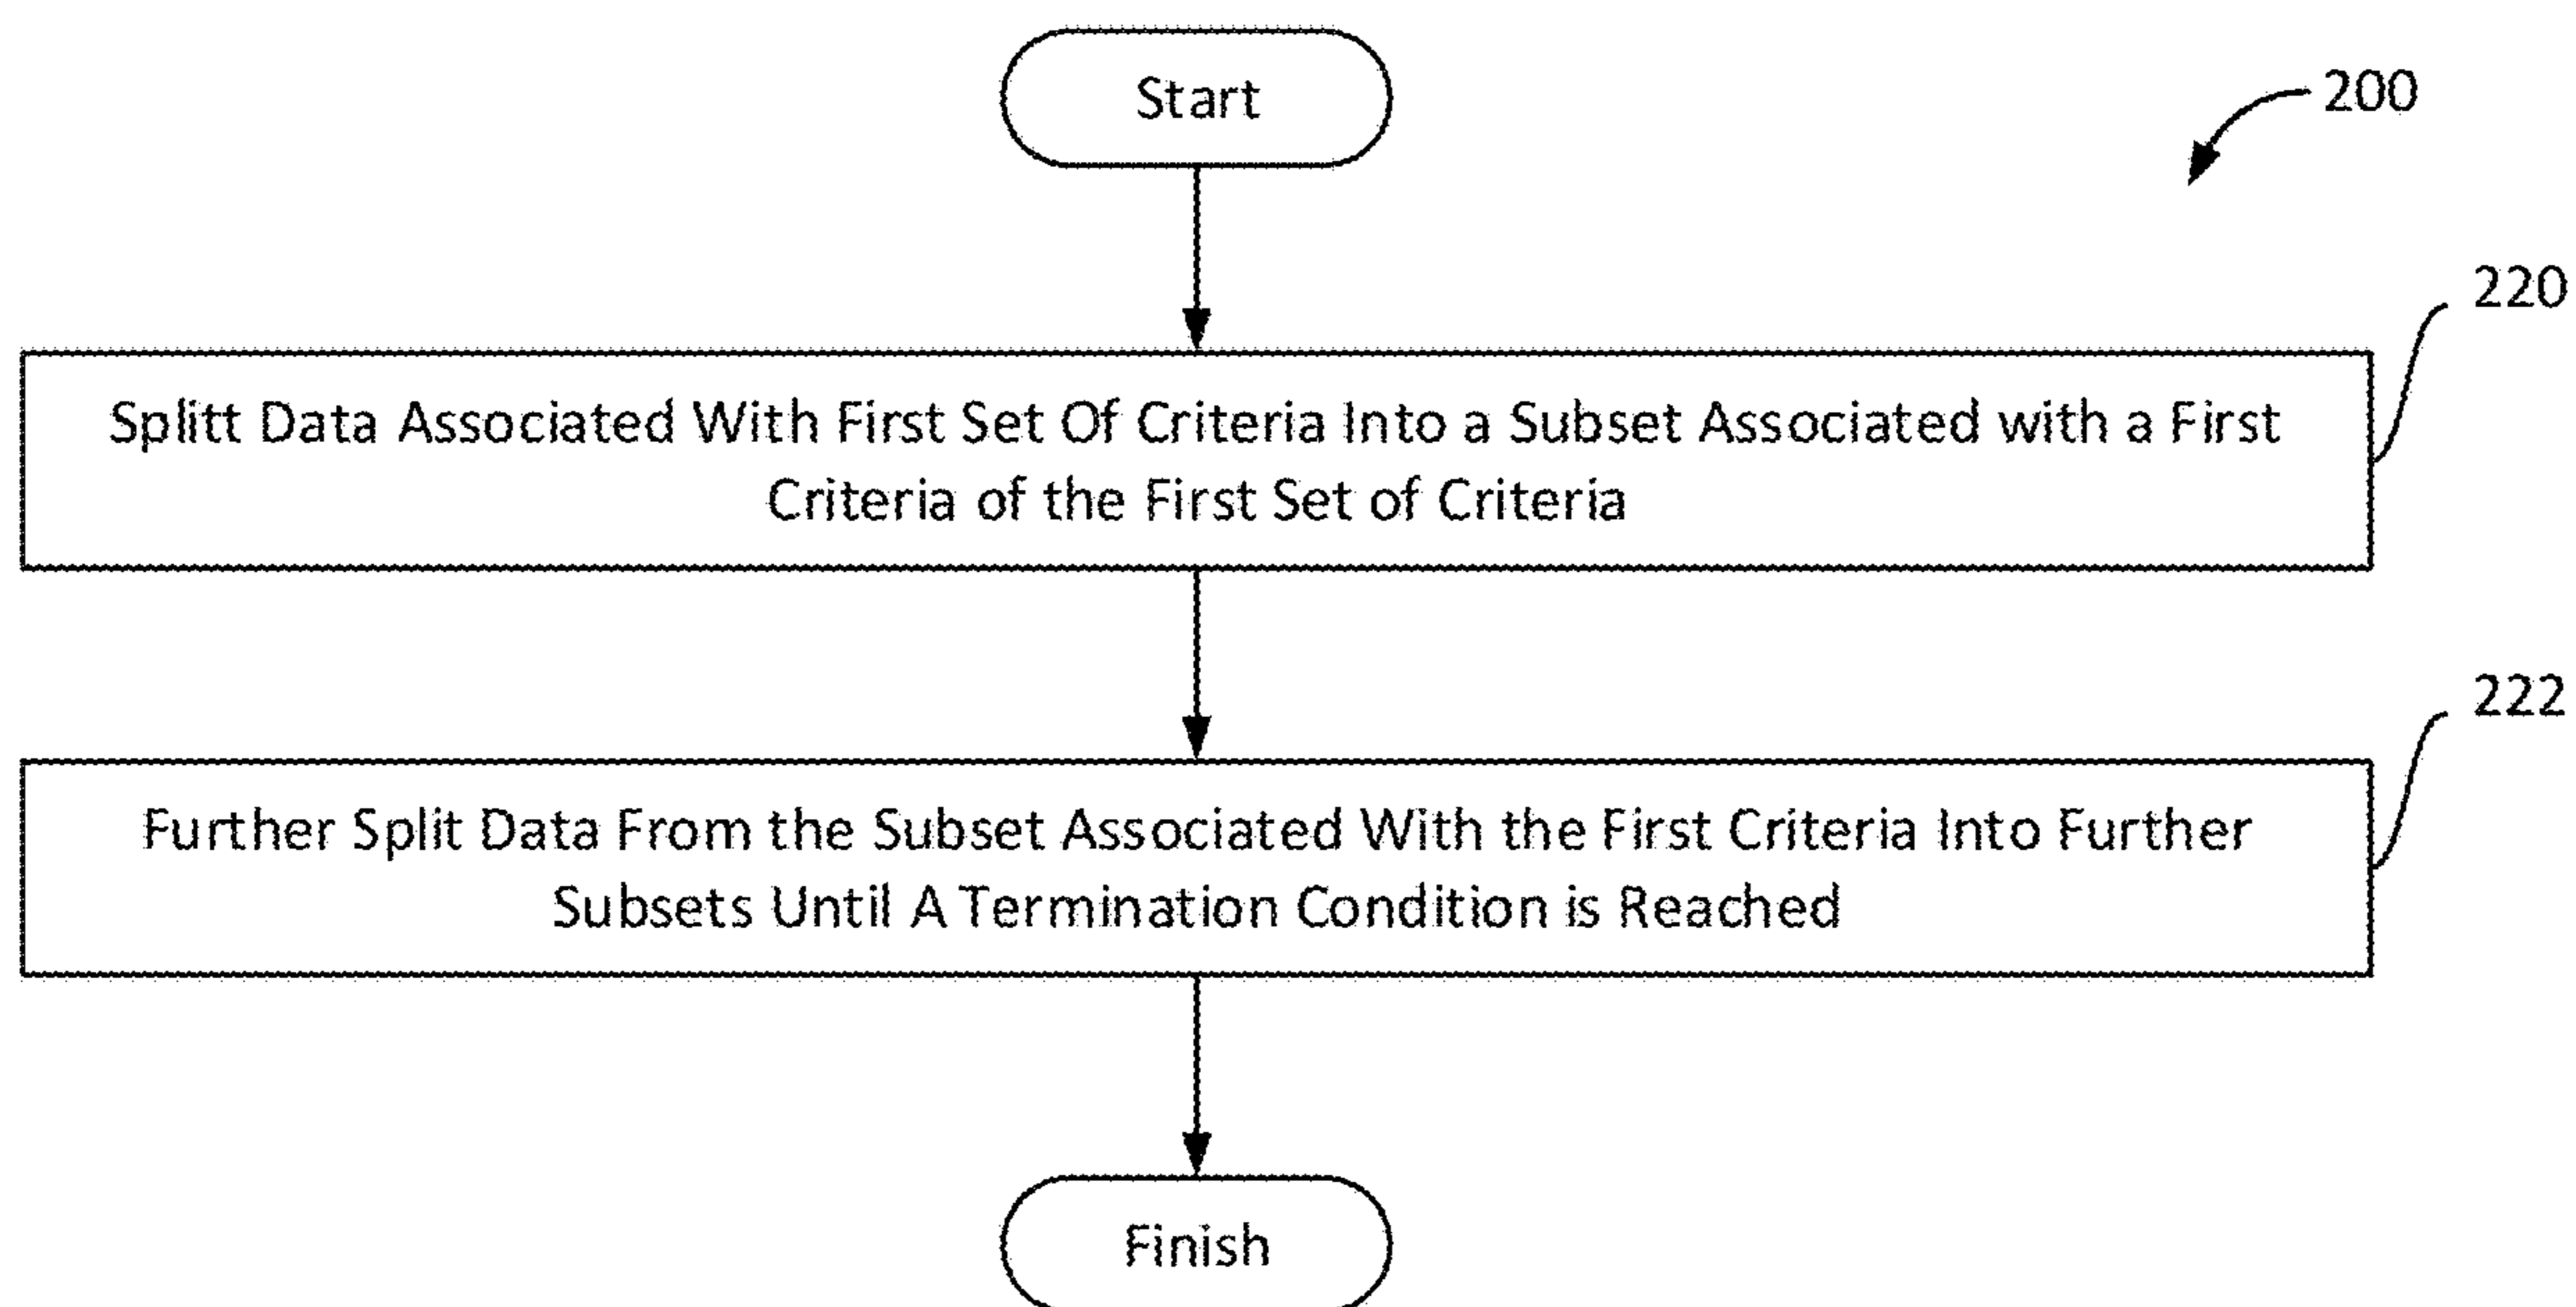 Start
200
220
Splitt Data Associated With First Set Of Criteria Into a Subset Associated with a First
Criteria of the First Set of Criteria
222
Further Split Data From the Subset Associated With the First Criteria Into Further
Subsets Until A Termination Condition is Reached
Finish